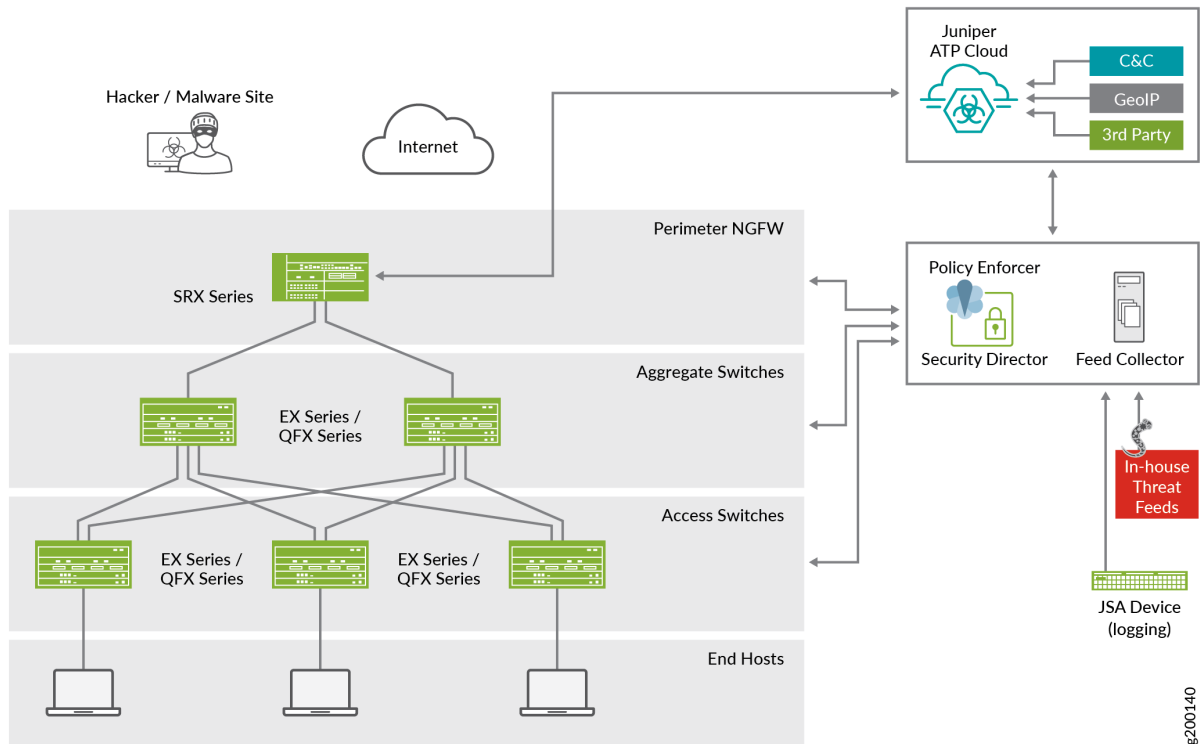 Juniper
ATP Cloud
C&C
GeoIP
3rd Party
Hacker / Malware Site
Internet
Perimeter NGFW
SRX Series
Policy Enforcer
Security Director
Feed Collector
Aggregate Switches
EX Series /
QFX Series
In-house
Threat
Feeds
Access Switches
EX Series /
QFX Series
EX Series /
QFX Series
JSA Device
(logging)
End Hosts
g200140